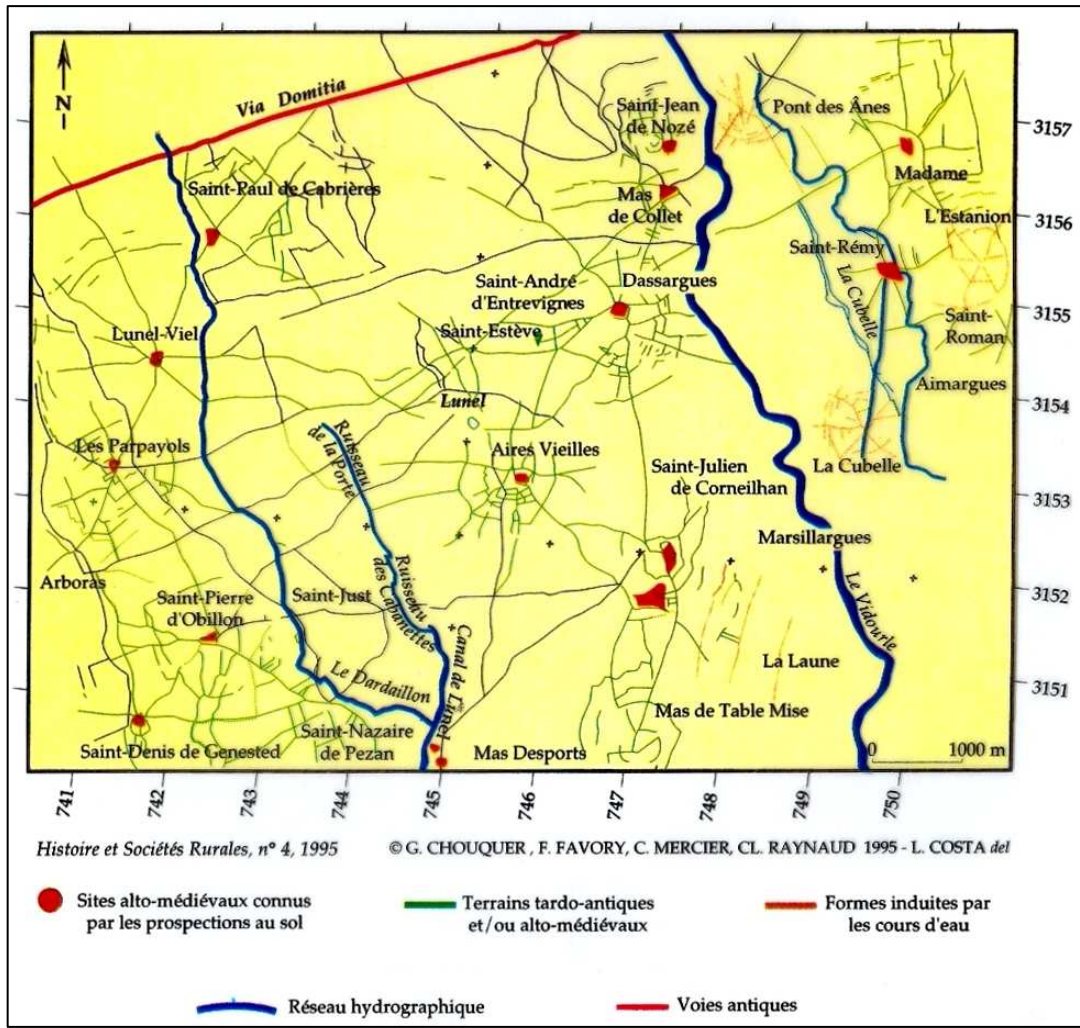 Via Domitia
N
Saint-Jean
de Nozé
Pont des Ânes
3157
Saint-Paul de Cabrières
Mas
de Collet
Madame
L'Estanion
3156
Saint-Rémy
Saint-André
d'Entrevignes
Dassargues
La Cubelle
Saint-Estève
Saint-
Roman
3155
Lunel-Viel
Lunel
Aimargues
3154
Les Parpayols
Ruisseau
de la Porte
Aires Vieilles
Saint-Julien
de Corneilhan
La Cubelle
3153
Marsillargues
Arboras
Saint-Pierre
d'Obillon
Saint-Just
Ruisseau
des Cabanettes
Le Vidourle
3152
Canal de Lunel
La Laune
Le Dardaillon
3151
Saint-Nazaire
de Pezan
Mas de Table Mise
Saint-Denis de Genested
Mas Desports
0 1000 m
741 742 743 744 745 746 747 748 749 750
Histoire et Sociétés Rurales, n° 4, 1995
© G. CHOUQUER , F. FAVORY, C. MERCIER, CL. RAYNAUD 1995 - L. COSTA del
Sites alto-médiévaux connus
par les prospections au sol
Terrains tardo-antiques
et/ou alto-médiévaux
Formes induites par
les cours d'eau
Réseau hydrographique
Voies antiques